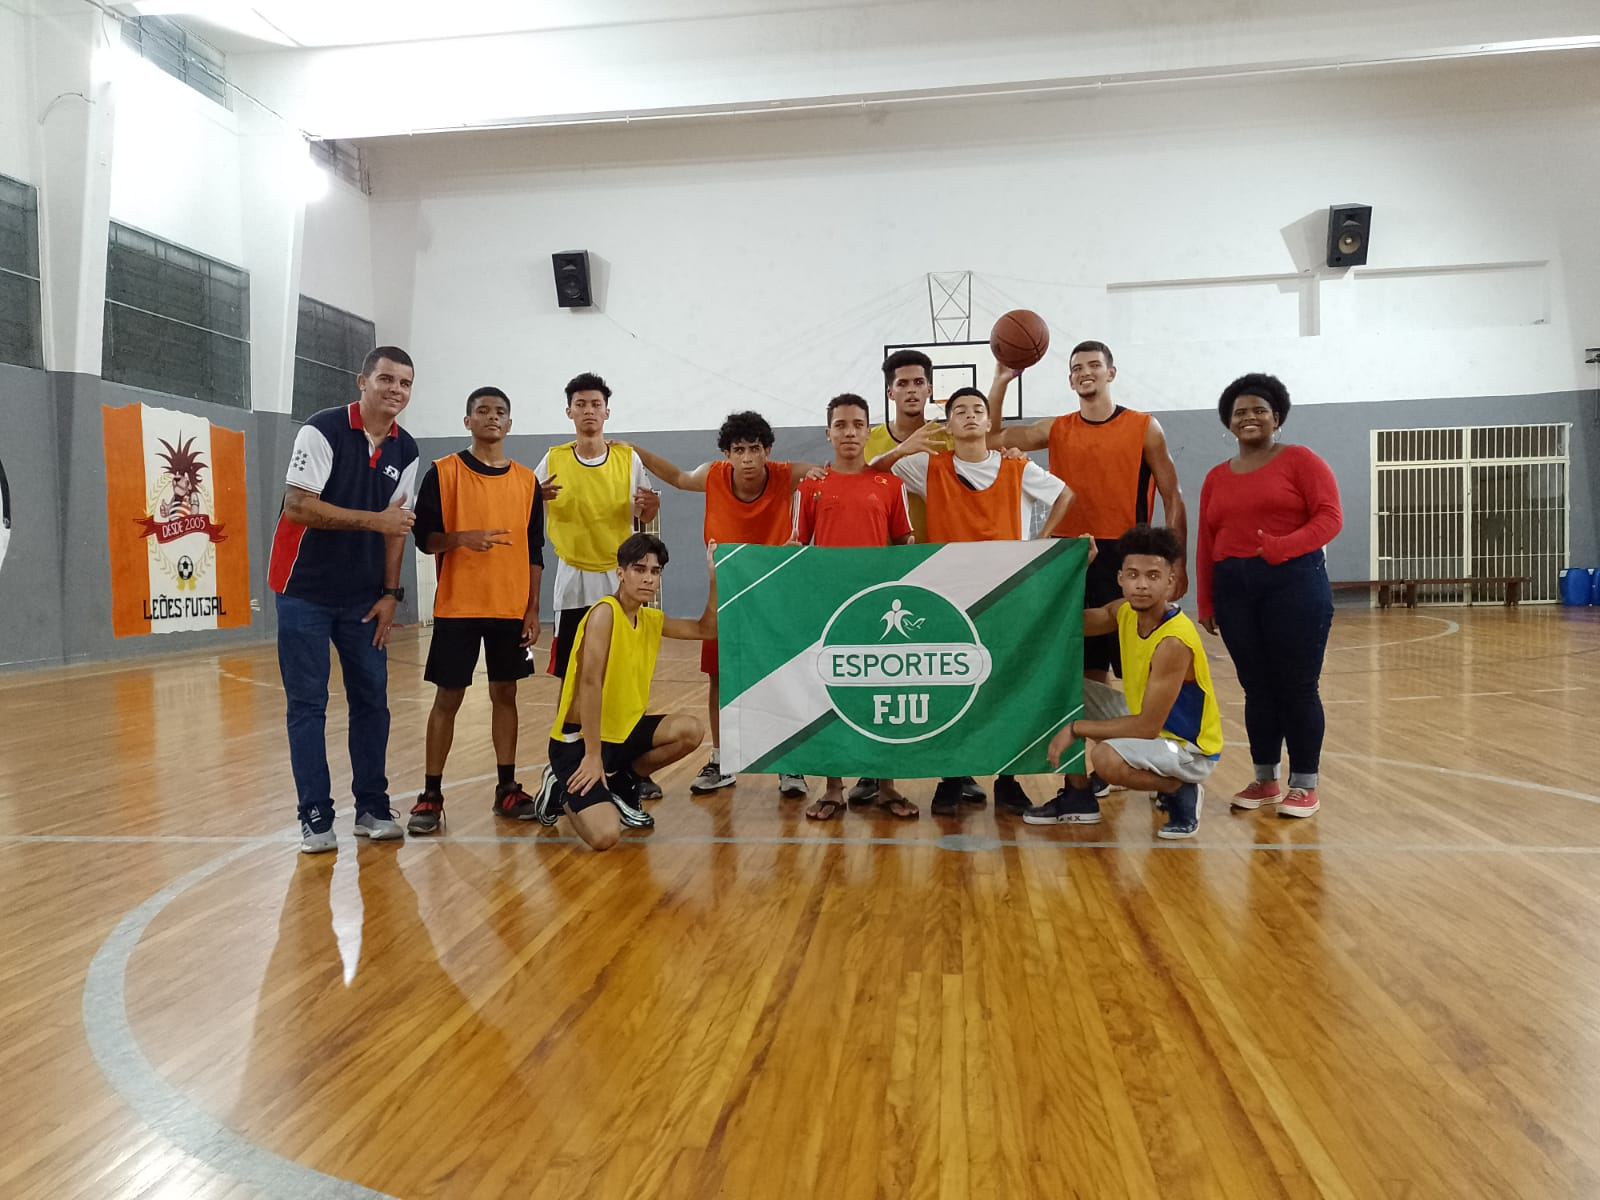 DESDE 2005
LEÕES FUTSAL
ESPORTES
FJU